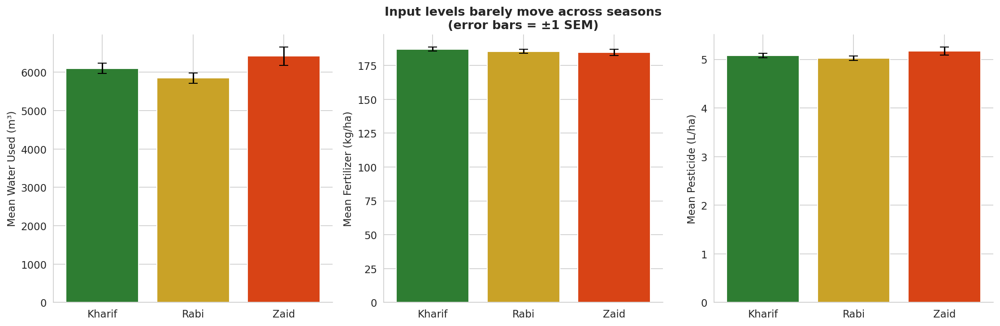 Input levels barely move across seasons
(error bars = ±1 SEM)
Mean Water Used (m³)
6000
5000
4000
3000
2000
1000
0
Kharif
Rabi
Zaid
Mean Fertilizer (kg/ha)
175
150
125
100
75
50
25
0
Kharif
Rabi
Zaid
Mean Pesticide (L/ha)
5
4
3
2
1
0
Kharif
Rabi
Zaid